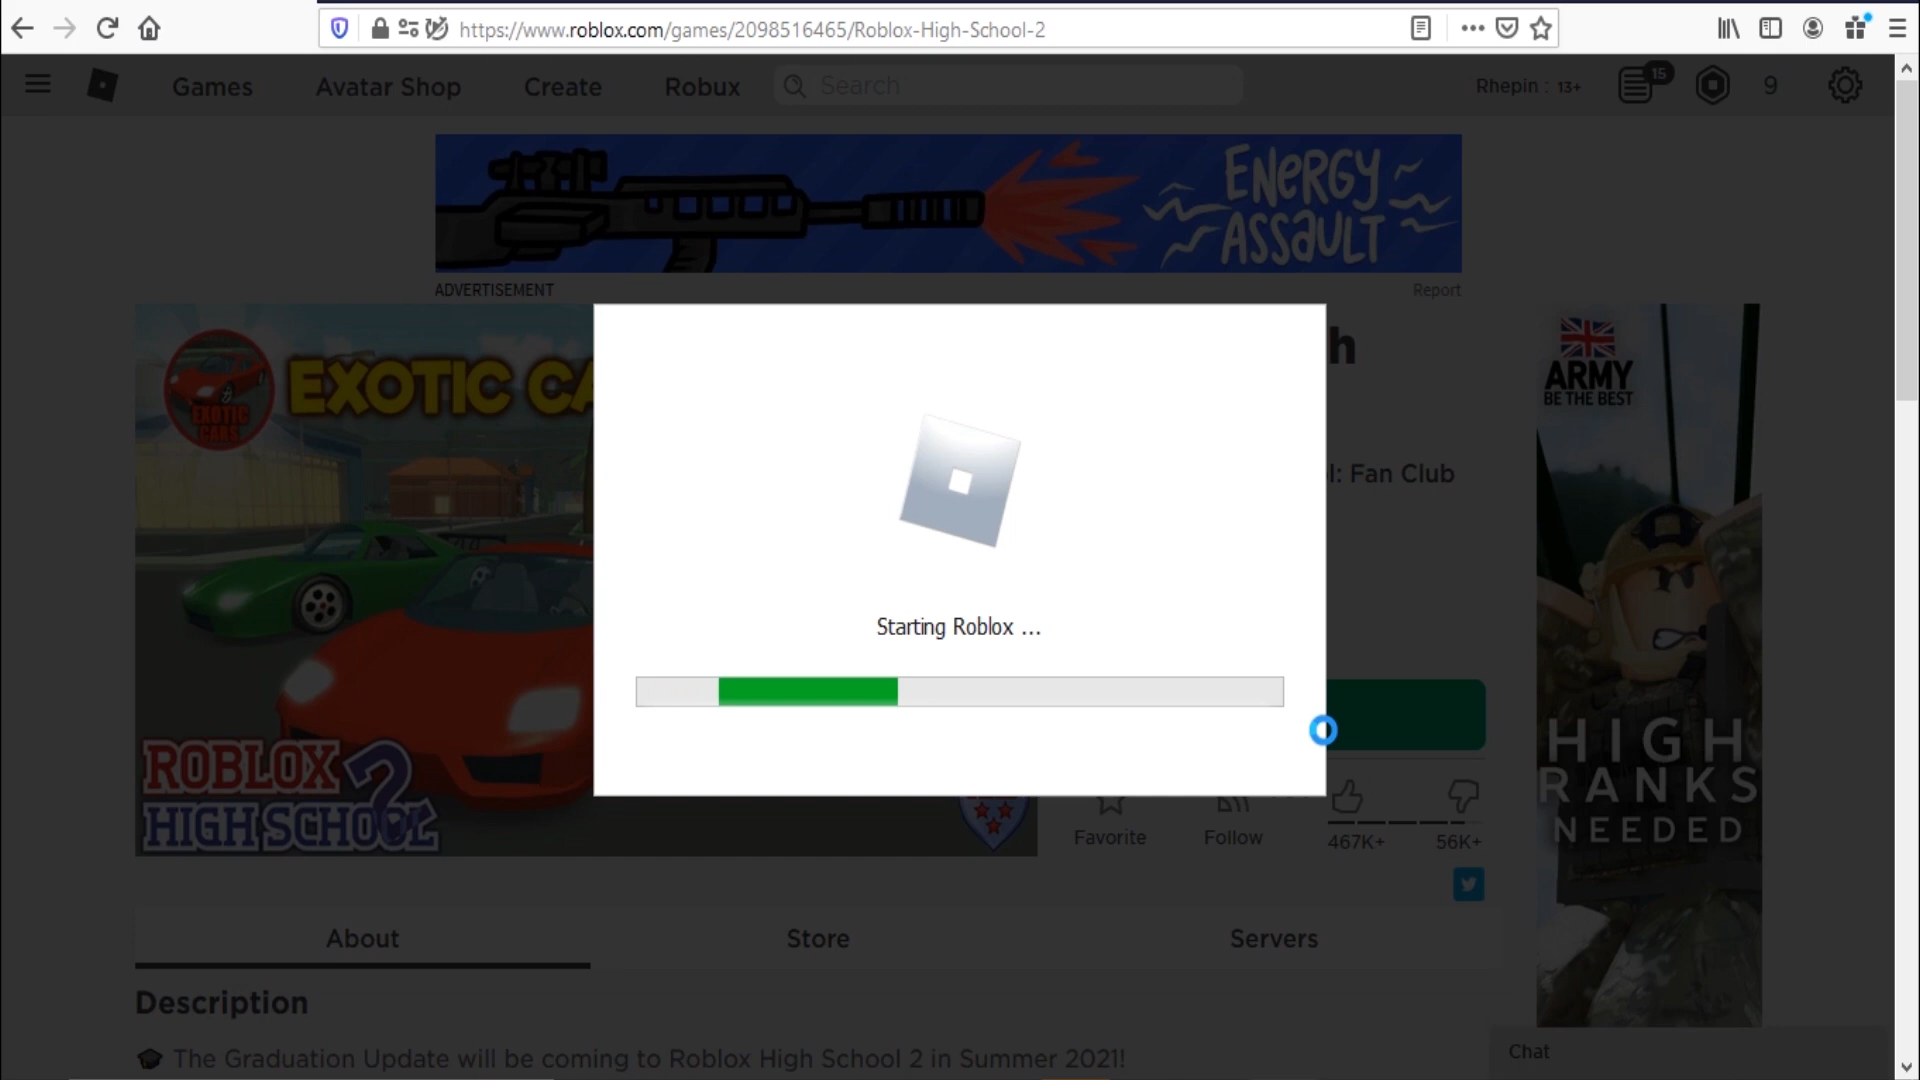 https://www.roblox.com/games/2098516465/Roblox-High-School-2
Games
Avatar Shop
Create
Robux
Search
Rhepin : 13+
15
9
ENERGY
ASSAULT
ADVERTISEMENT
Report
EXOTIC CA
EXOTIC
CARS
h
l: Fan Club
Starting Roblox ...
ROBLOX
HIGH SCHOOL
2
Favorite
Follow
467K+
56K+
ARMY
BE THE BEST
HIGH
RANKS
NEEDED
About
Store
Servers
Description
The Graduation Update will be coming to Roblox High School 2 in Summer 2021!
Chat